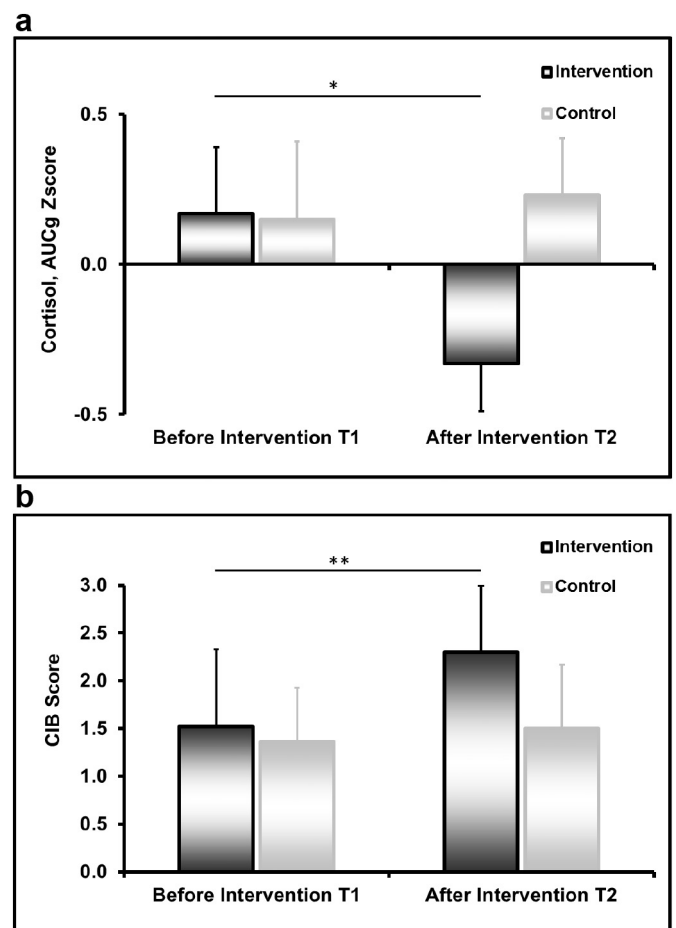 a
*
Intervention
Control
0.5
0.0
-0.5
Cortisol, AUCg Zscore
Before Intervention T1 After Intervention T2
b
**
Intervention
Control
3.0
2.5
2.0
1.5
1.0
0.5
0.0
CIB Score
Before Intervention T1 After Intervention T2